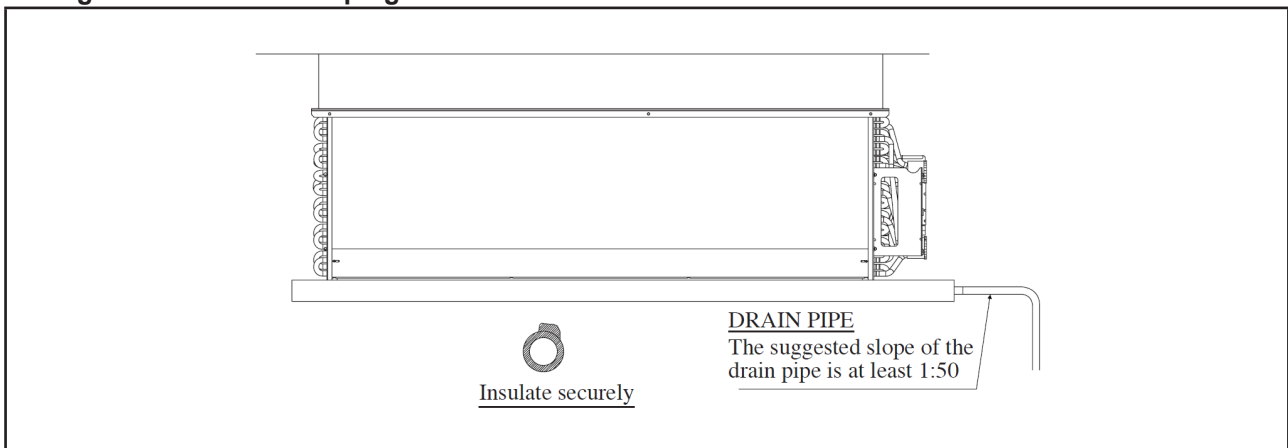 DRAIN PIPE
The suggested slope of the
drain pipe is at least 1:50
Insulate securely